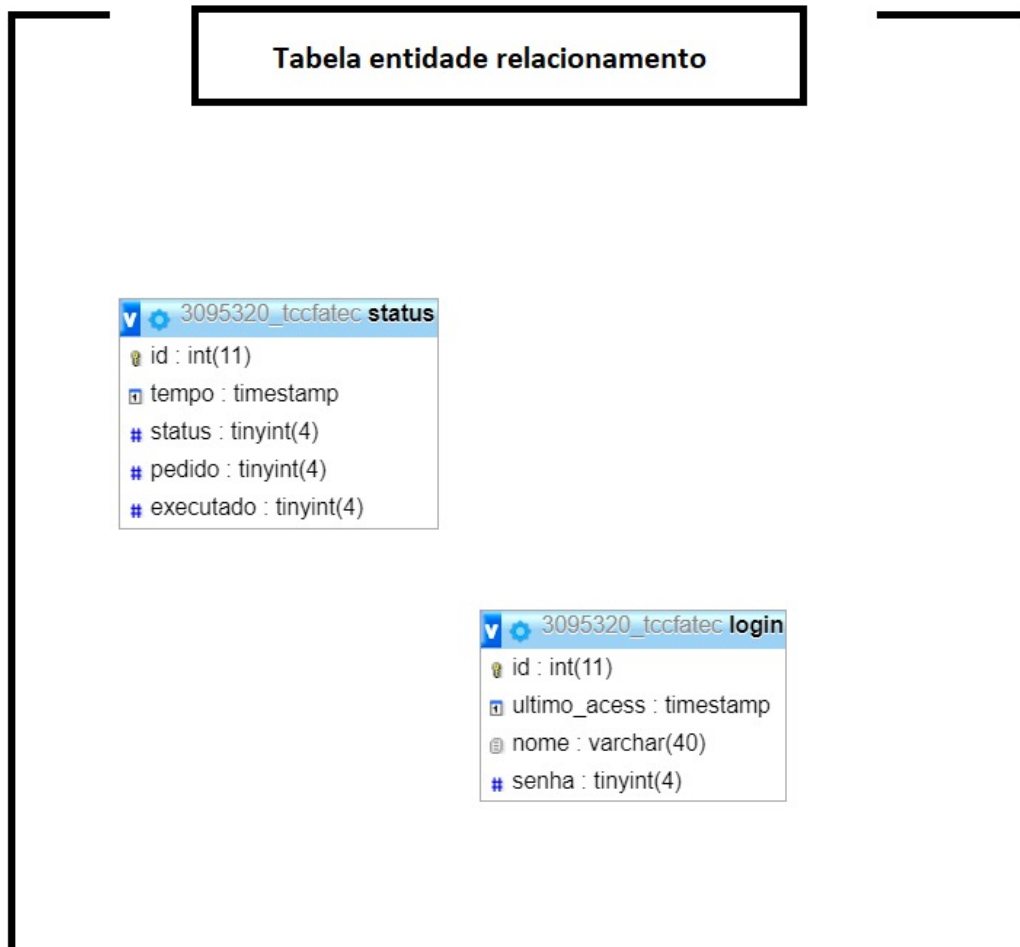 Tabela entidade relacionamento
3095320_tccfatec status
id : int(11)
tempo : timestamp
# status : tinyint(4)
# pedido : tinyint(4)
# executado : tinyint(4)
3095320_tccfatec login
id : int(11)
ultimo_acess : timestamp
nome : varchar(40)
# senha : tinyint(4)